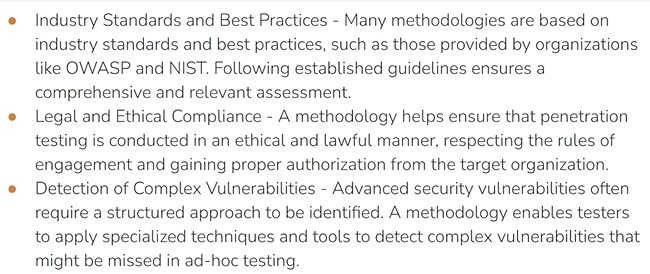 • Industry Standards and Best Practices - Many methodologies are based on
industry standards and best practices, such as those provided by organizations
like OWASP and NIST. Following established guidelines ensures a
comprehensive and relevant assessment.
• Legal and Ethical Compliance - A methodology helps ensure that penetration
testing is conducted in an ethical and lawful manner, respecting the rules of
engagement and gaining proper authorization from the target organization.
• Detection of Complex Vulnerabilities - Advanced security vulnerabilities often
require a structured approach to be identified. A methodology enables testers
to apply specialized techniques and tools to detect complex vulnerabilities that
might be missed in ad-hoc testing.